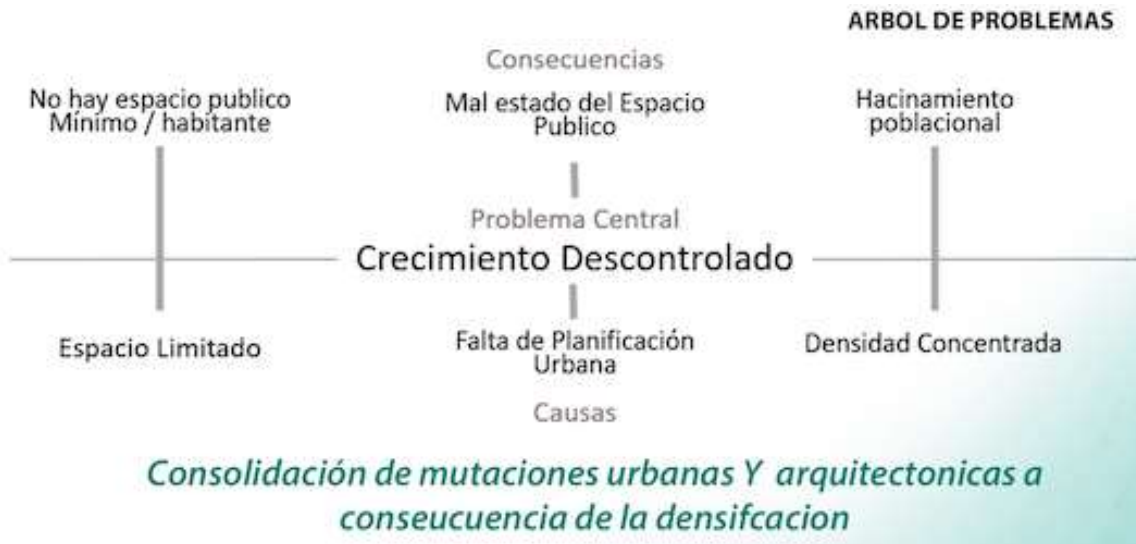 ARBOL DE PROBLEMAS
Consecuencias
No hay espacio publico
Mínimo / habitante
Mal estado del Espacio
Publico
Hacinamiento
poblacional
Problema Central
Crecimiento Descontrolado
Espacio Limitado
Falta de Planificación
Urbana
Densidad Concentrada
Causas
Consolidación de mutaciones urbanas Y arquitectonicas a
conseucuencia de la densifcacion